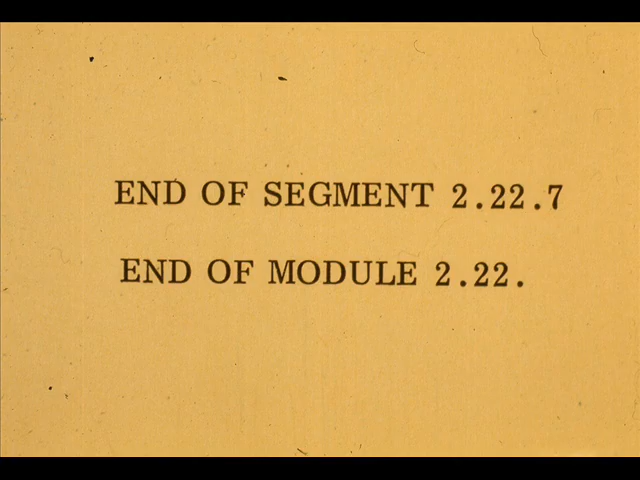 END OF SEGMENT 2.22.7
END OF MODULE 2.22.